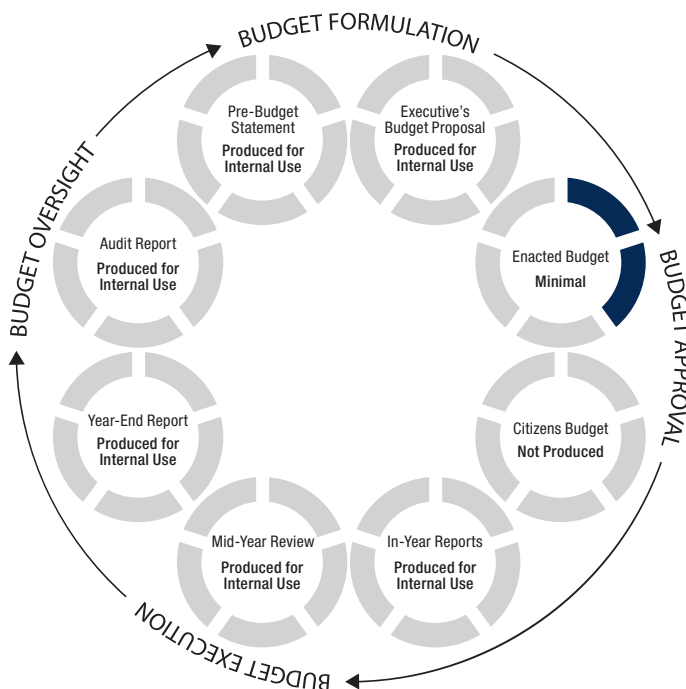 BUDGET FORMULATION
Pre-Budget
Statement
Produced for
Internal Use
Executive's
Budget Proposal
Produced for
Internal Use
Enacted Budget
Minimal
BUDGET APPROVAL
Citizens Budget
Not Produced
In-Year Reports
Produced for
Internal Use
Mid-Year Review
Produced for
Internal Use
BUDGET EXECUTION
Year-End Report
Produced for
Internal Use
Audit Report
Produced for
Internal Use
BUDGET OVERSIGHT